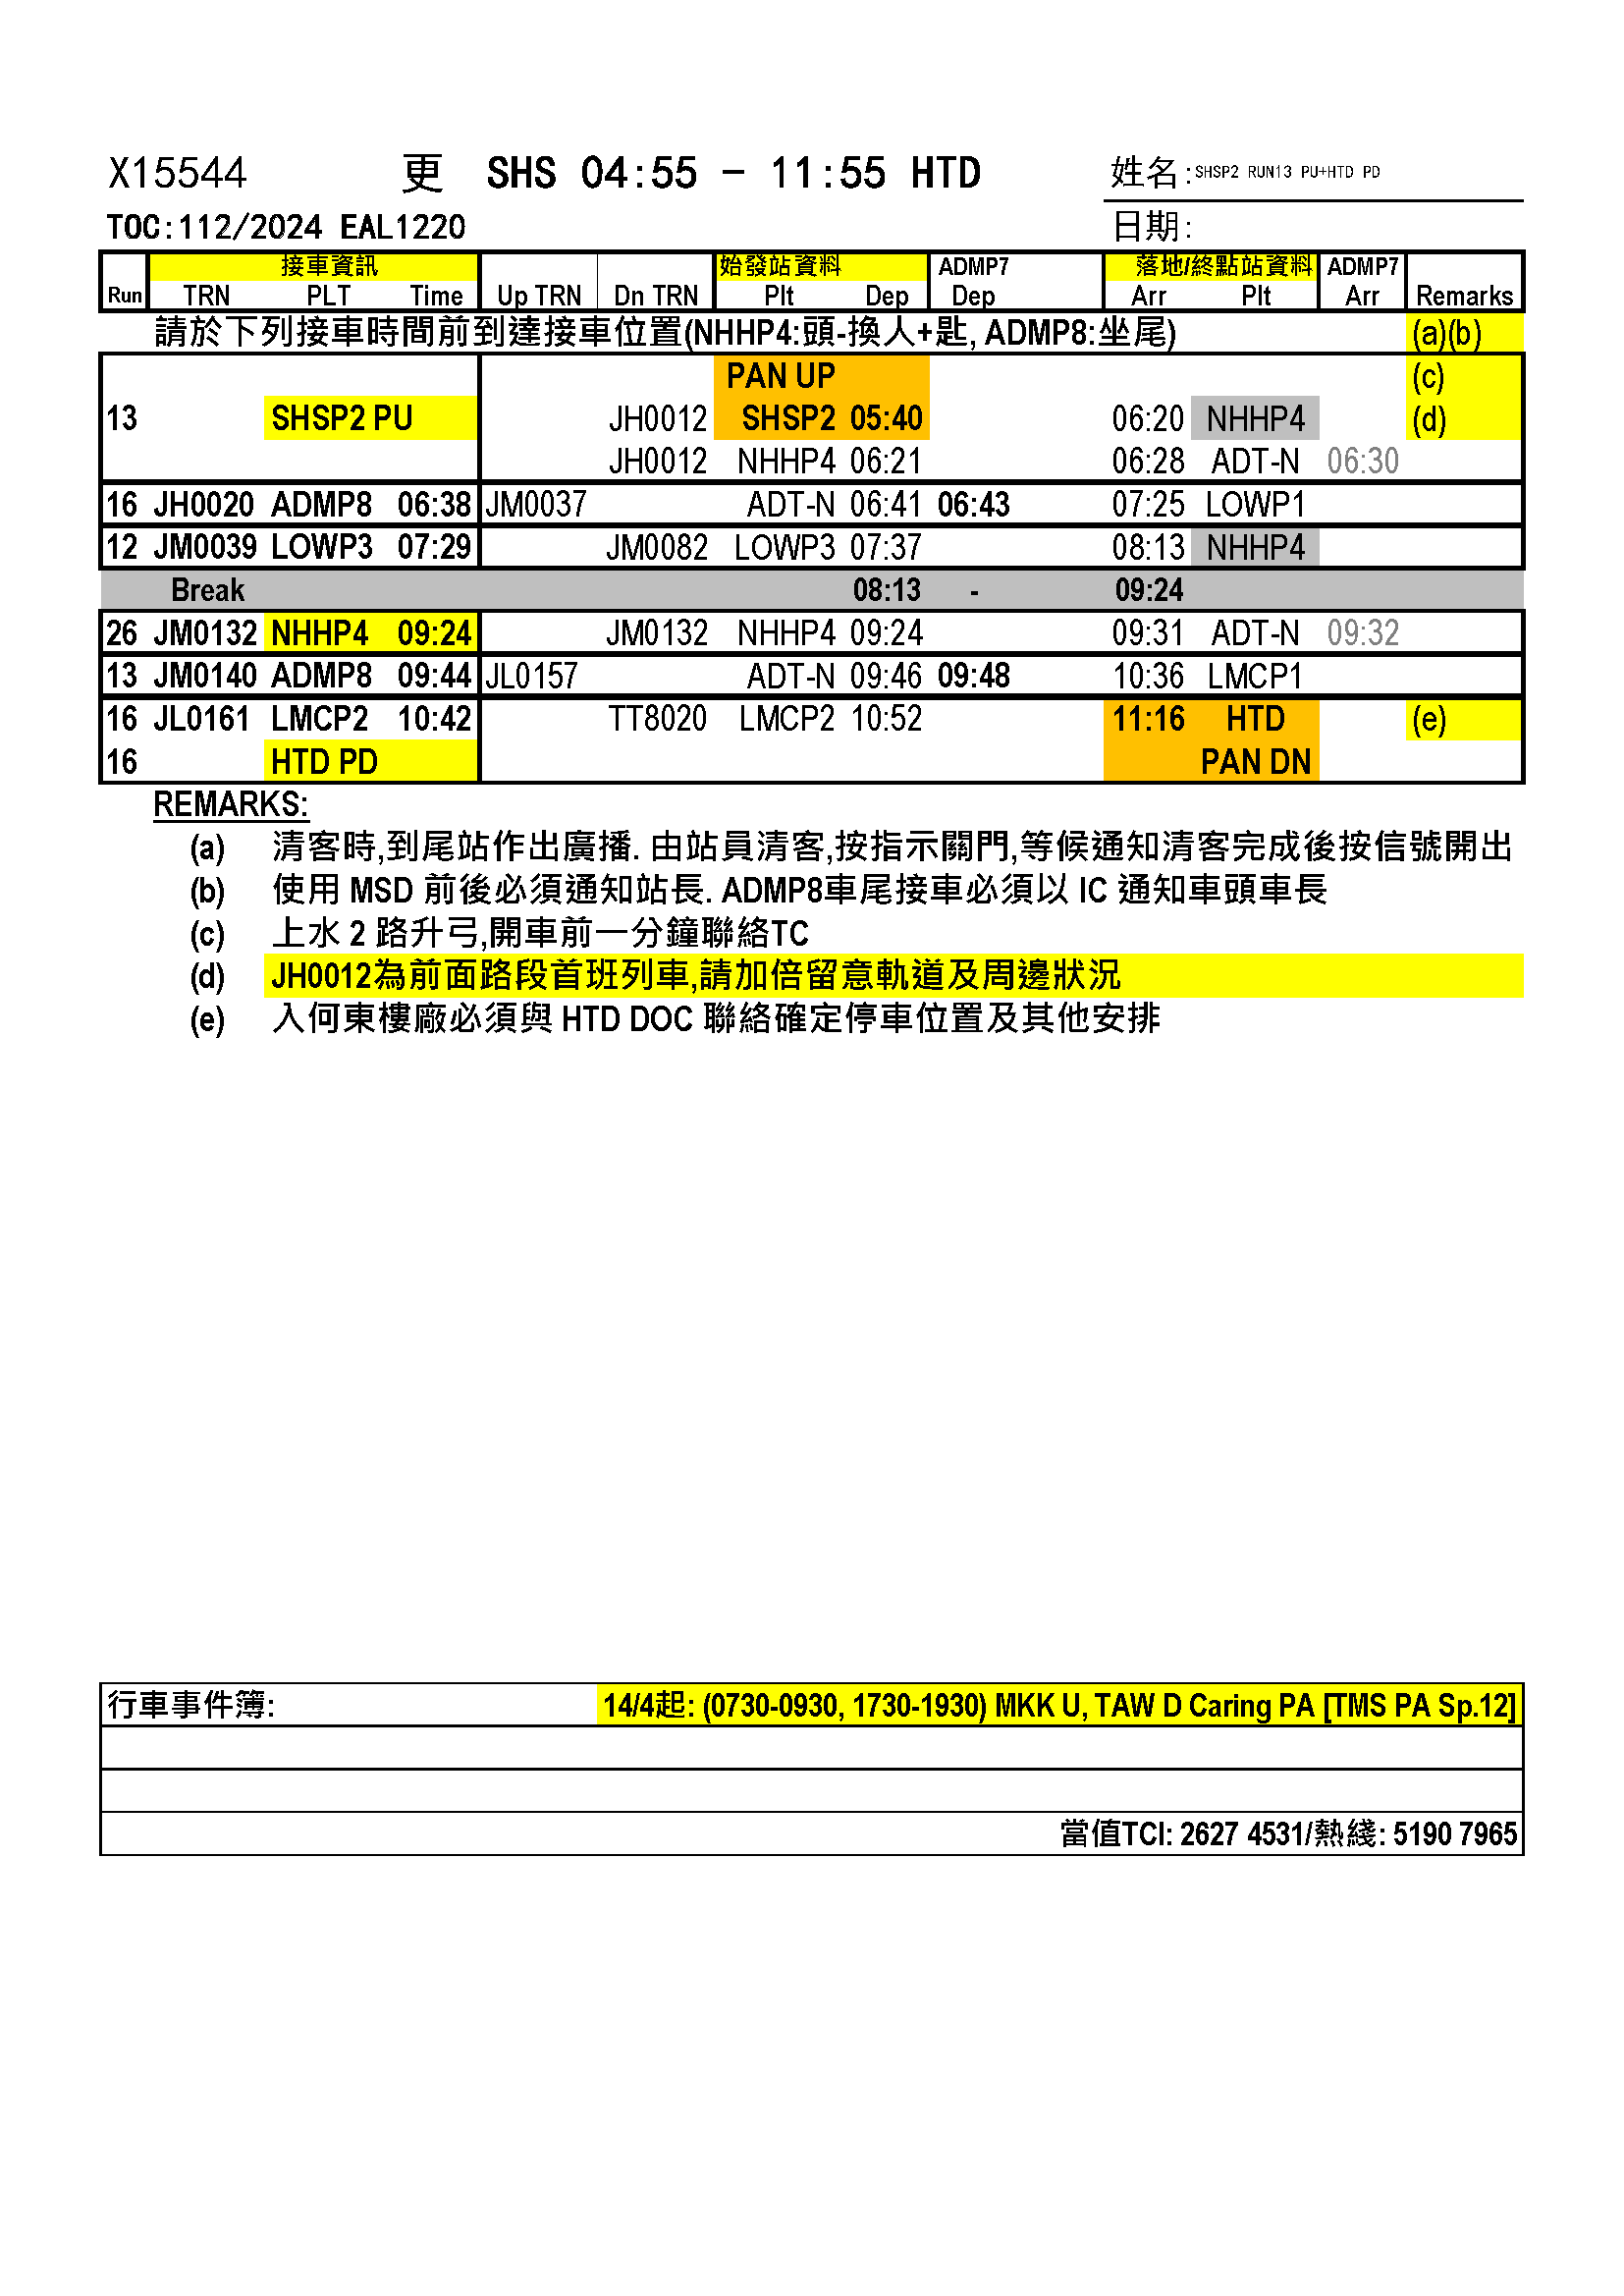 X15544 更 SHS 04:55 - 11:55 HTD 姓名:SHSP2 RUN13 PU+HTD PD
TOC:112/2024 EAL1220 日期:
接車資訊 始發站資料 ADMP7 落地/終點站資料 ADMP7
Run TRN PLT Time Up TRN Dn TRN Plt Dep Dep Arr Plt Arr Remarks
請於下列接車時間前到達接車位置(NHHP4:頭-換人+匙, ADMP8:坐尾) (a)(b)
PAN UP (c)
13 SHSP2 PU JH0012 SHSP2 05:40 06:20 NHHP4 (d)
JH0012 NHHP4 06:21 06:28 ADT-N 06:30
16 JH0020 ADMP8 06:38 JM0037 ADT-N 06:41 06:43 07:25 LOWP1
12 JM0039 LOWP3 07:29 JM0082 LOWP3 07:37 08:13 NHHP4
Break 08:13 - 09:24
26 JM0132 NHHP4 09:24 JM0132 NHHP4 09:24 09:31 ADT-N 09:32
13 JM0140 ADMP8 09:44 JL0157 ADT-N 09:46 09:48 10:36 LMCP1
16 JL0161 LMCP2 10:42 TT8020 LMCP2 10:52 11:16 HTD (e)
16 HTD PD PAN DN
REMARKS:
(a) 清客時,到尾站作出廣播. 由站員清客,按指示關門,等候通知清客完成後按信號開出
(b) 使用 MSD 前後必須通知站長. ADMP8車尾接車必須以 IC 通知車頭車長
(c) 上水 2 路升弓,開車前一分鐘聯絡TC
(d) JH0012為前面路段首班列車,請加倍留意軌道及周邊狀況
(e) 入何東樓廠必須與 HTD DOC 聯絡確定停車位置及其他安排
行車事件簿: 14/4起: (0730-0930, 1730-1930) MKK U, TAW D Caring PA [TMS PA Sp.12]
當值TCI: 2627 4531/熱綫: 5190 7965